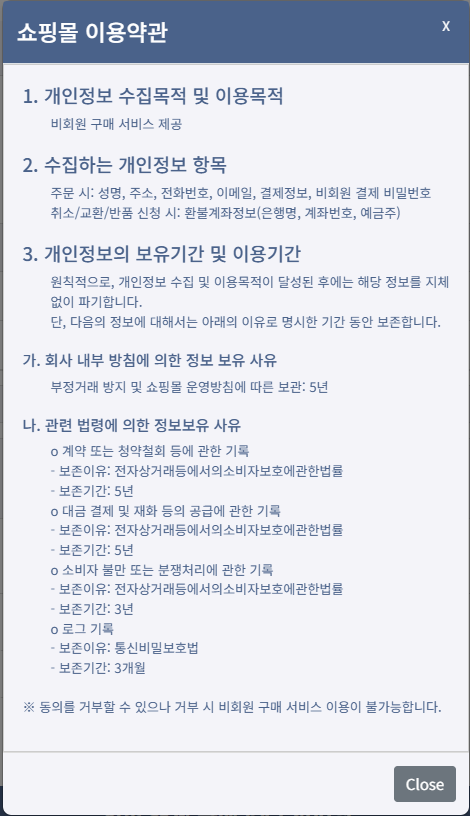 쇼핑몰 이용약관
X
1. 개인정보 수집목적 및 이용목적
비회원 구매 서비스 제공
2. 수집하는 개인정보 항목
주문 시: 성명, 주소, 전화번호, 이메일, 결제정보, 비회원 결제 비밀번호
취소/교환/반품 신청 시: 환불계좌정보(은행명, 계좌번호, 예금주)
3. 개인정보의 보유기간 및 이용기간
원칙적으로, 개인정보 수집 및 이용목적이 달성된 후에는 해당 정보를 지체
없이 파기합니다.
단, 다음의 정보에 대해서는 아래의 이유로 명시한 기간 동안 보존합니다.
가. 회사 내부 방침에 의한 정보 보유 사유
부정거래 방지 및 쇼핑몰 운영방침에 따른 보관: 5년
나. 관련 법령에 의한 정보보유 사유
o 계약 또는 청약철회 등에 관한 기록
- 보존이유: 전자상거래등에서의소비자보호에관한법률
- 보존기간: 5년
o 대금 결제 및 재화 등의 공급에 관한 기록
- 보존이유: 전자상거래등에서의소비자보호에관한법률
- 보존기간: 5년
o 소비자 불만 또는 분쟁처리에 관한 기록
- 보존이유: 전자상거래등에서의소비자보호에관한법률
- 보존기간: 3년
o 로그 기록
- 보존이유: 통신비밀보호법
- 보존기간: 3개월
※ 동의를 거부할 수 있으나 거부 시 비회원 구매 서비스 이용이 불가능합니다.
Close